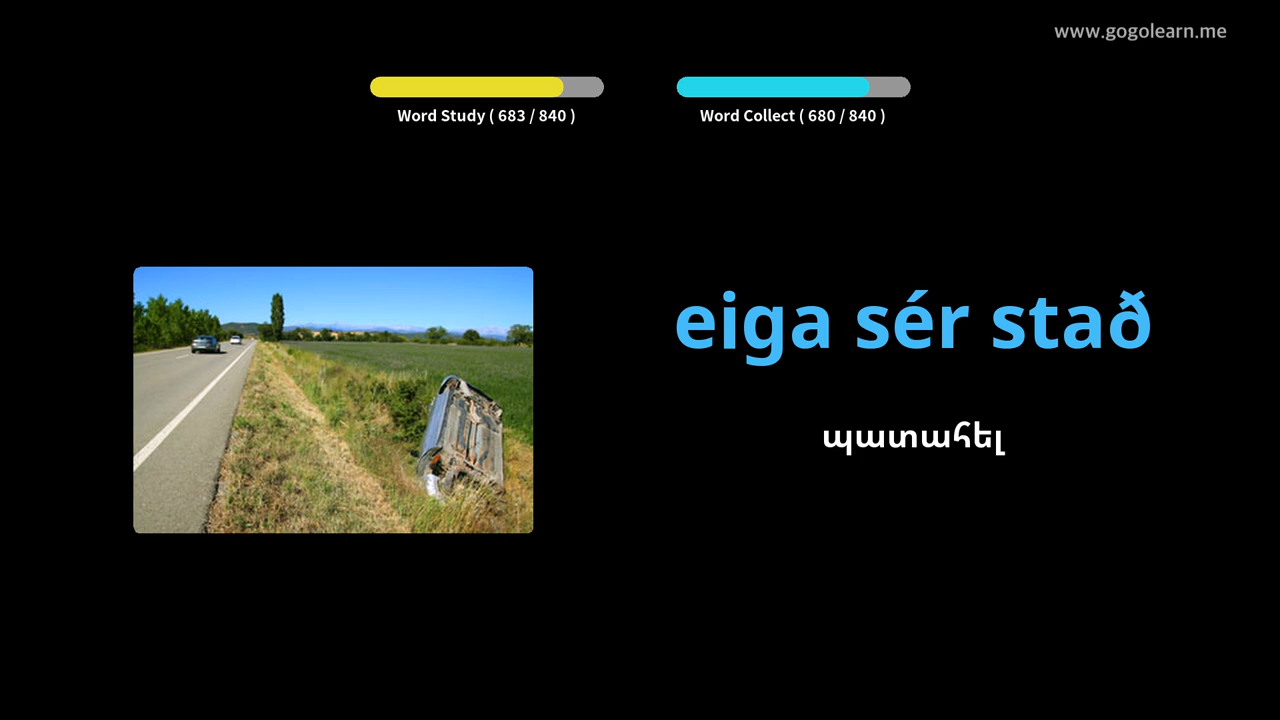 www.gogolearn.me
Word Study ( 683 / 840 )
Word Collect ( 680 / 840 )
eiga sér stað
պատահել